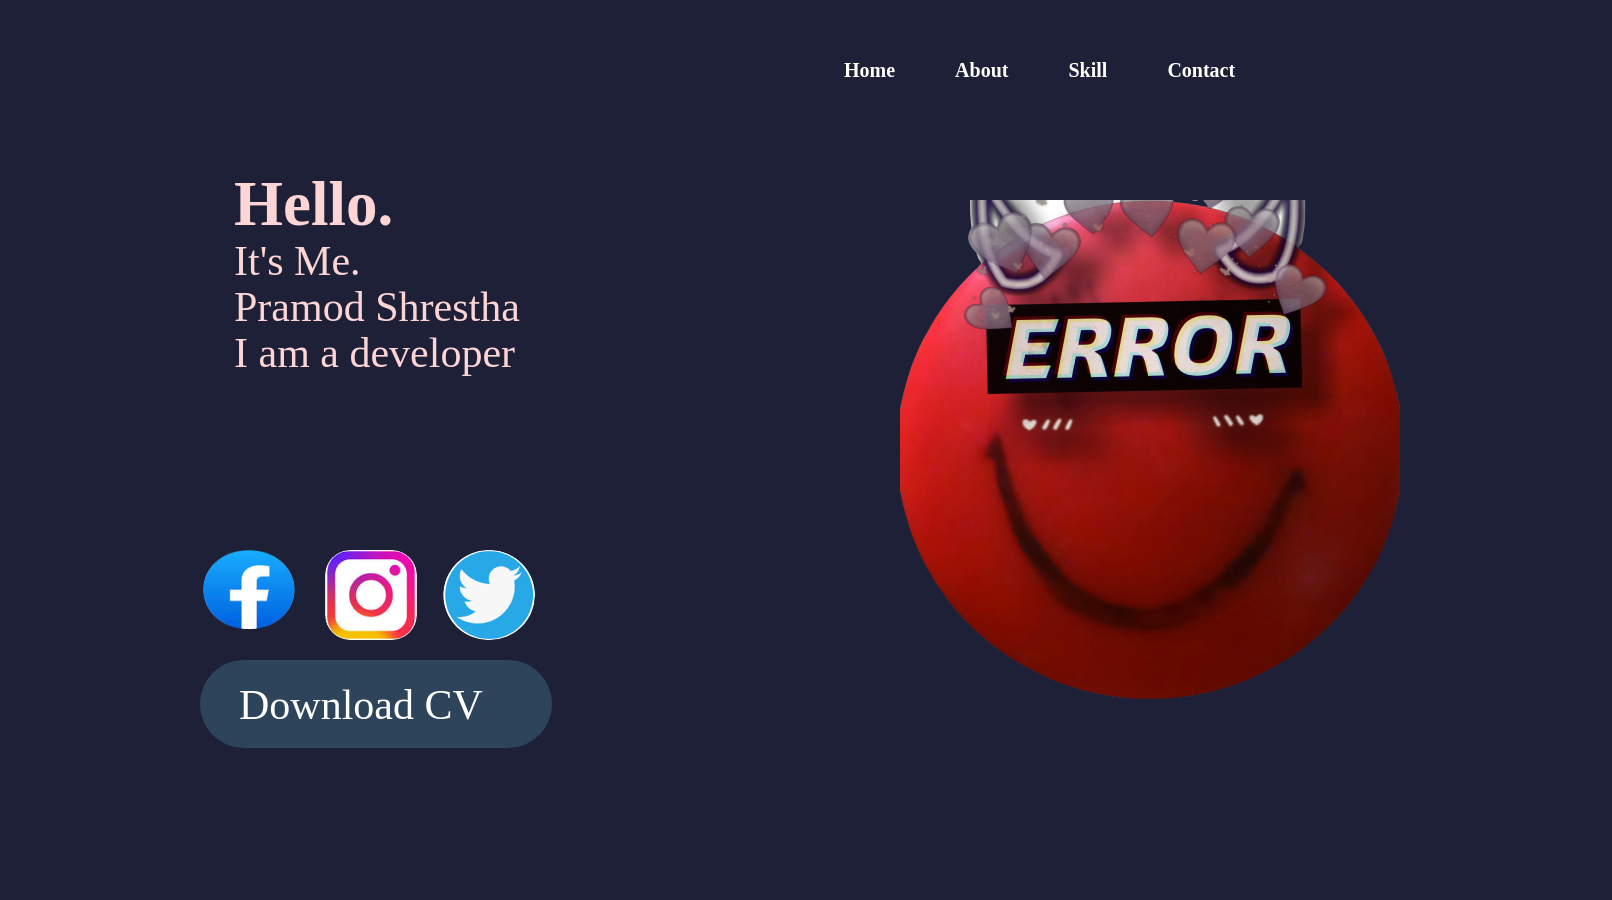 Home About Skill Contact
Hello.
It's Me.
Pramod Shrestha
I am a developer
ERROR
Download CV